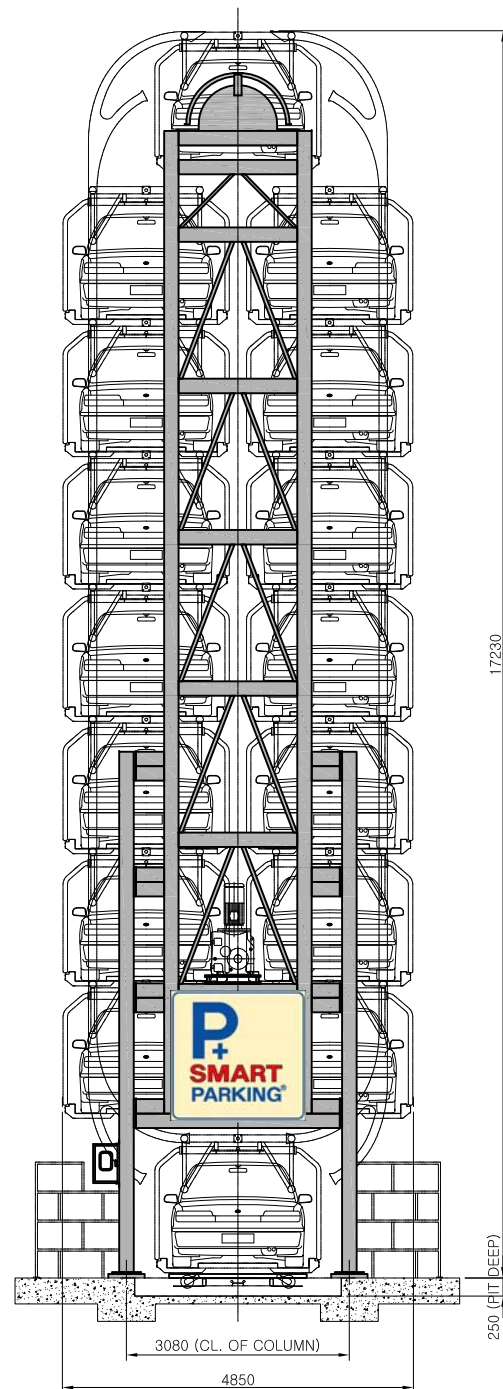 17230
P+
SMART
PARKING®
250 (PIT DEEP)
3080 (CL. OF COLUMN)
4850